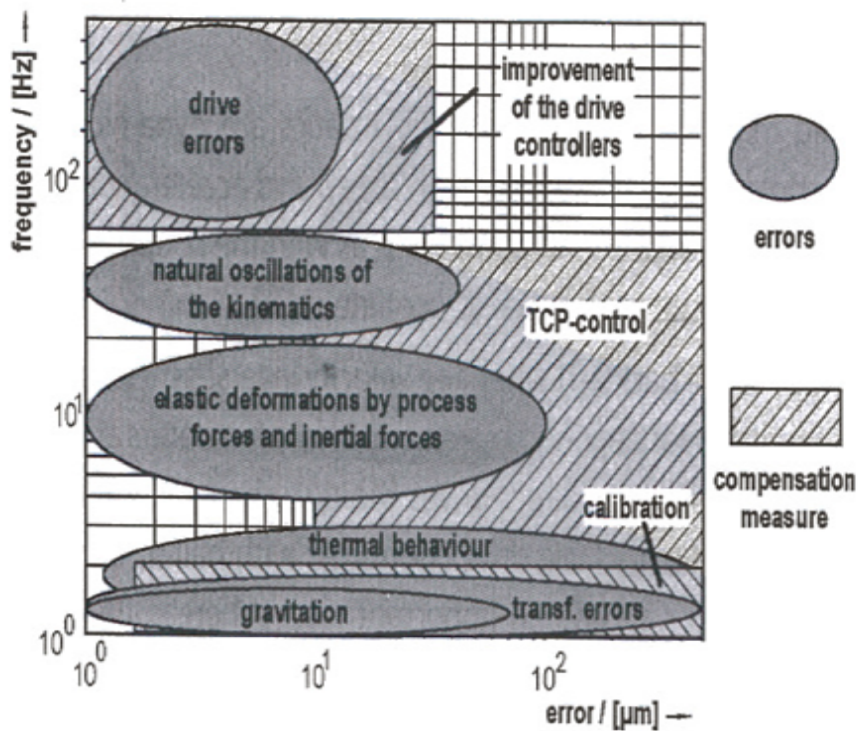 frequency / [Hz] →
10²
10¹
10⁰
drive
errors
improvement
of the drive
controllers
natural oscillations of
the kinematics
TCP-control
elastic deformations by process
forces and inertial forces
calibration
thermal behaviour
gravitation
transf. errors
10⁰
10¹
10²
error / [µm] →
errors
compensation
measure